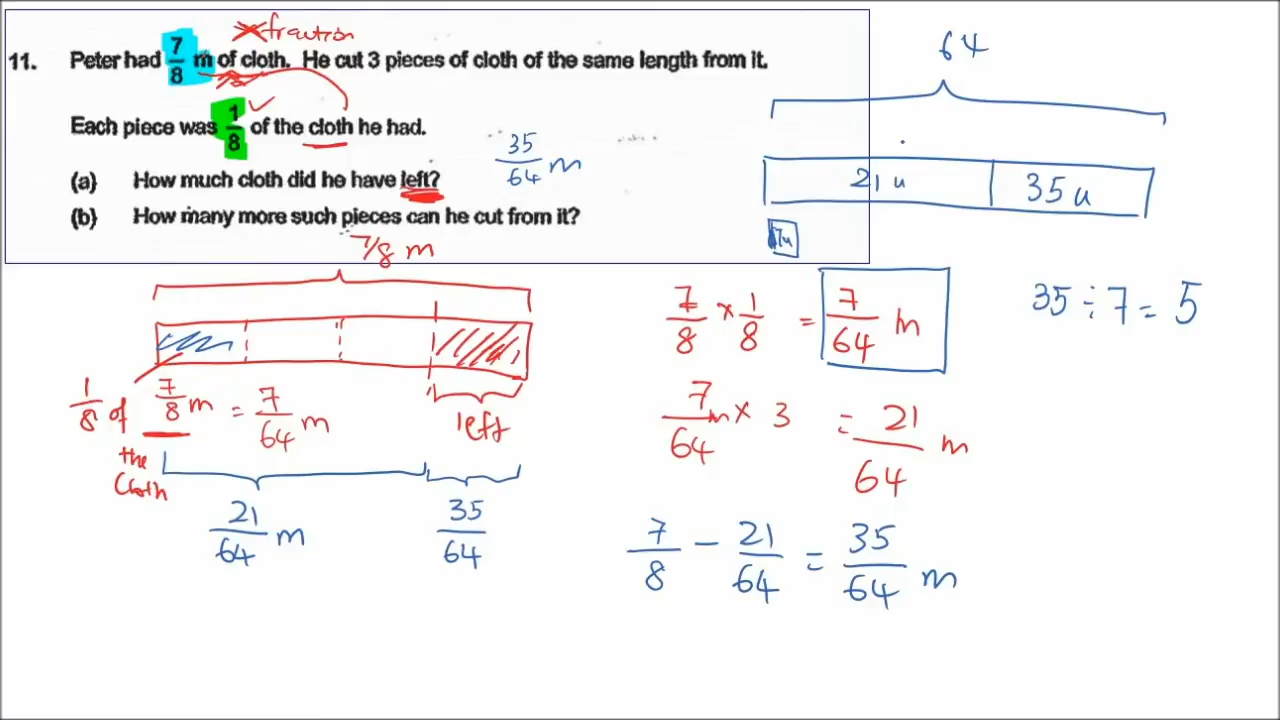 ✗ fraction
11. Peter had 7/8 m of cloth. He cut 3 pieces of cloth of the same length from it.
Each piece was 1/8 of the cloth he had.
(a) How much cloth did he have left?
35/64 m
(b) How many more such pieces can he cut from it?
64
21u 35u
7u
7/8 m
1/8 of 7/8 m = 7/64 m
the
cloth
left
21/64 m 35/64
7/8 × 1/8 = 7/64 m
7/64 m × 3 = 21/64 m
7/8 − 21/64 = 35/64 m
35 ÷ 7 = 5